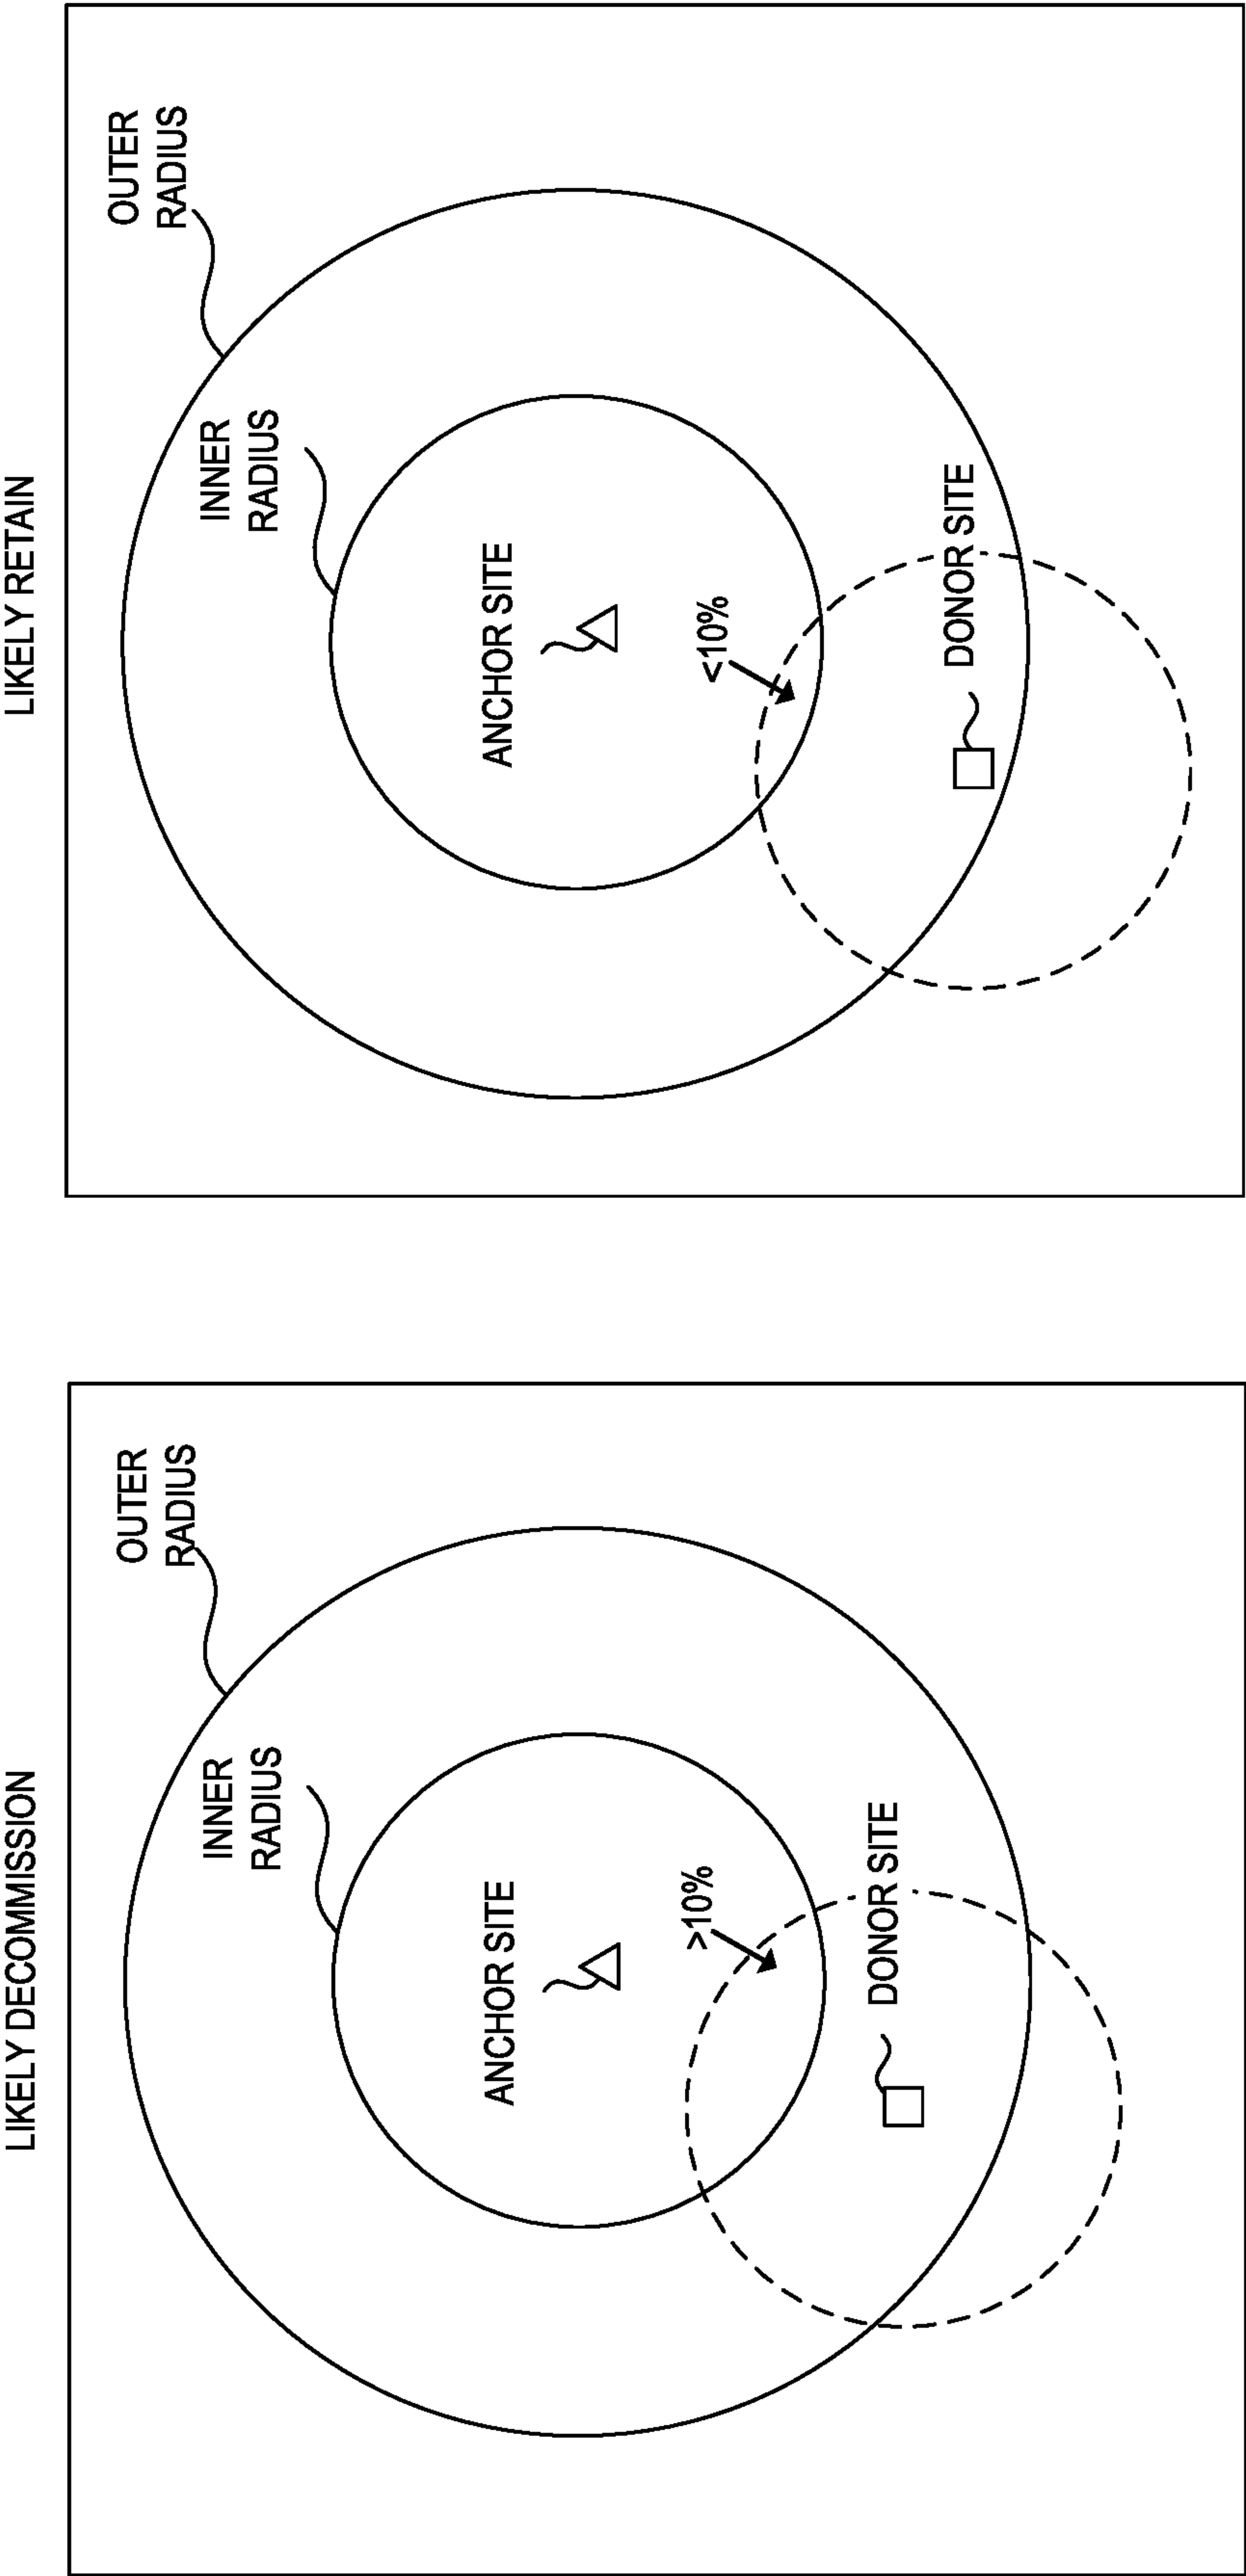 LIKELY DECOMMISSION
OUTER
RADIUS
INNER
RADIUS
ANCHOR SITE
>10%
DONOR SITE
LIKELY RETAIN
OUTER
RADIUS
INNER
RADIUS
ANCHOR SITE
<10%
DONOR SITE